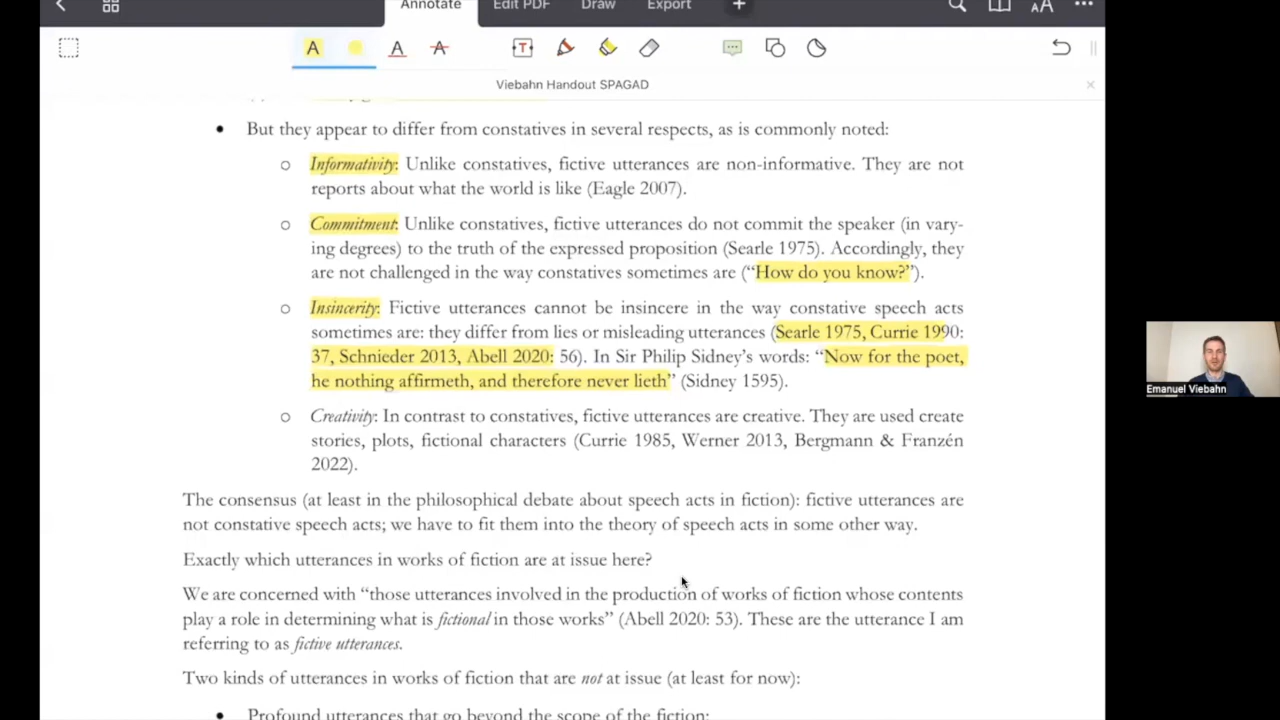 Annotate Edit PDF Draw Export +
Viebahn Handout SPAGAD
• But they appear to differ from constatives in several respects, as is commonly noted:
o Informativity: Unlike constatives, fictive utterances are non-informative. They are not
reports about what the world is like (Eagle 2007).
o Commitment: Unlike constatives, fictive utterances do not commit the speaker (in vary-
ing degrees) to the truth of the expressed proposition (Searle 1975). Accordingly, they
are not challenged in the way constatives sometimes are (“How do you know?”).
o Insincerity: Fictive utterances cannot be insincere in the way constative speech acts
sometimes are: they differ from lies or misleading utterances (Searle 1975, Currie 1990:
37, Schnieder 2013, Abell 2020: 56). In Sir Philip Sidney’s words: “Now for the poet,
he nothing affirmeth, and therefore never lieth” (Sidney 1595).
o Creativity: In contrast to constatives, fictive utterances are creative. They are used create
stories, plots, fictional characters (Currie 1985, Werner 2013, Bergmann & Franzén
2022).
The consensus (at least in the philosophical debate about speech acts in fiction): fictive utterances are
not constative speech acts; we have to fit them into the theory of speech acts in some other way.
Exactly which utterances in works of fiction are at issue here?
We are concerned with “those utterances involved in the production of works of fiction whose contents
play a role in determining what is fictional in those works” (Abell 2020: 53). These are the utterance I am
referring to as fictive utterances.
Two kinds of utterances in works of fiction that are not at issue (at least for now):
• Profound utterances that go beyond the scope of the fiction:
Emanuel Viebahn